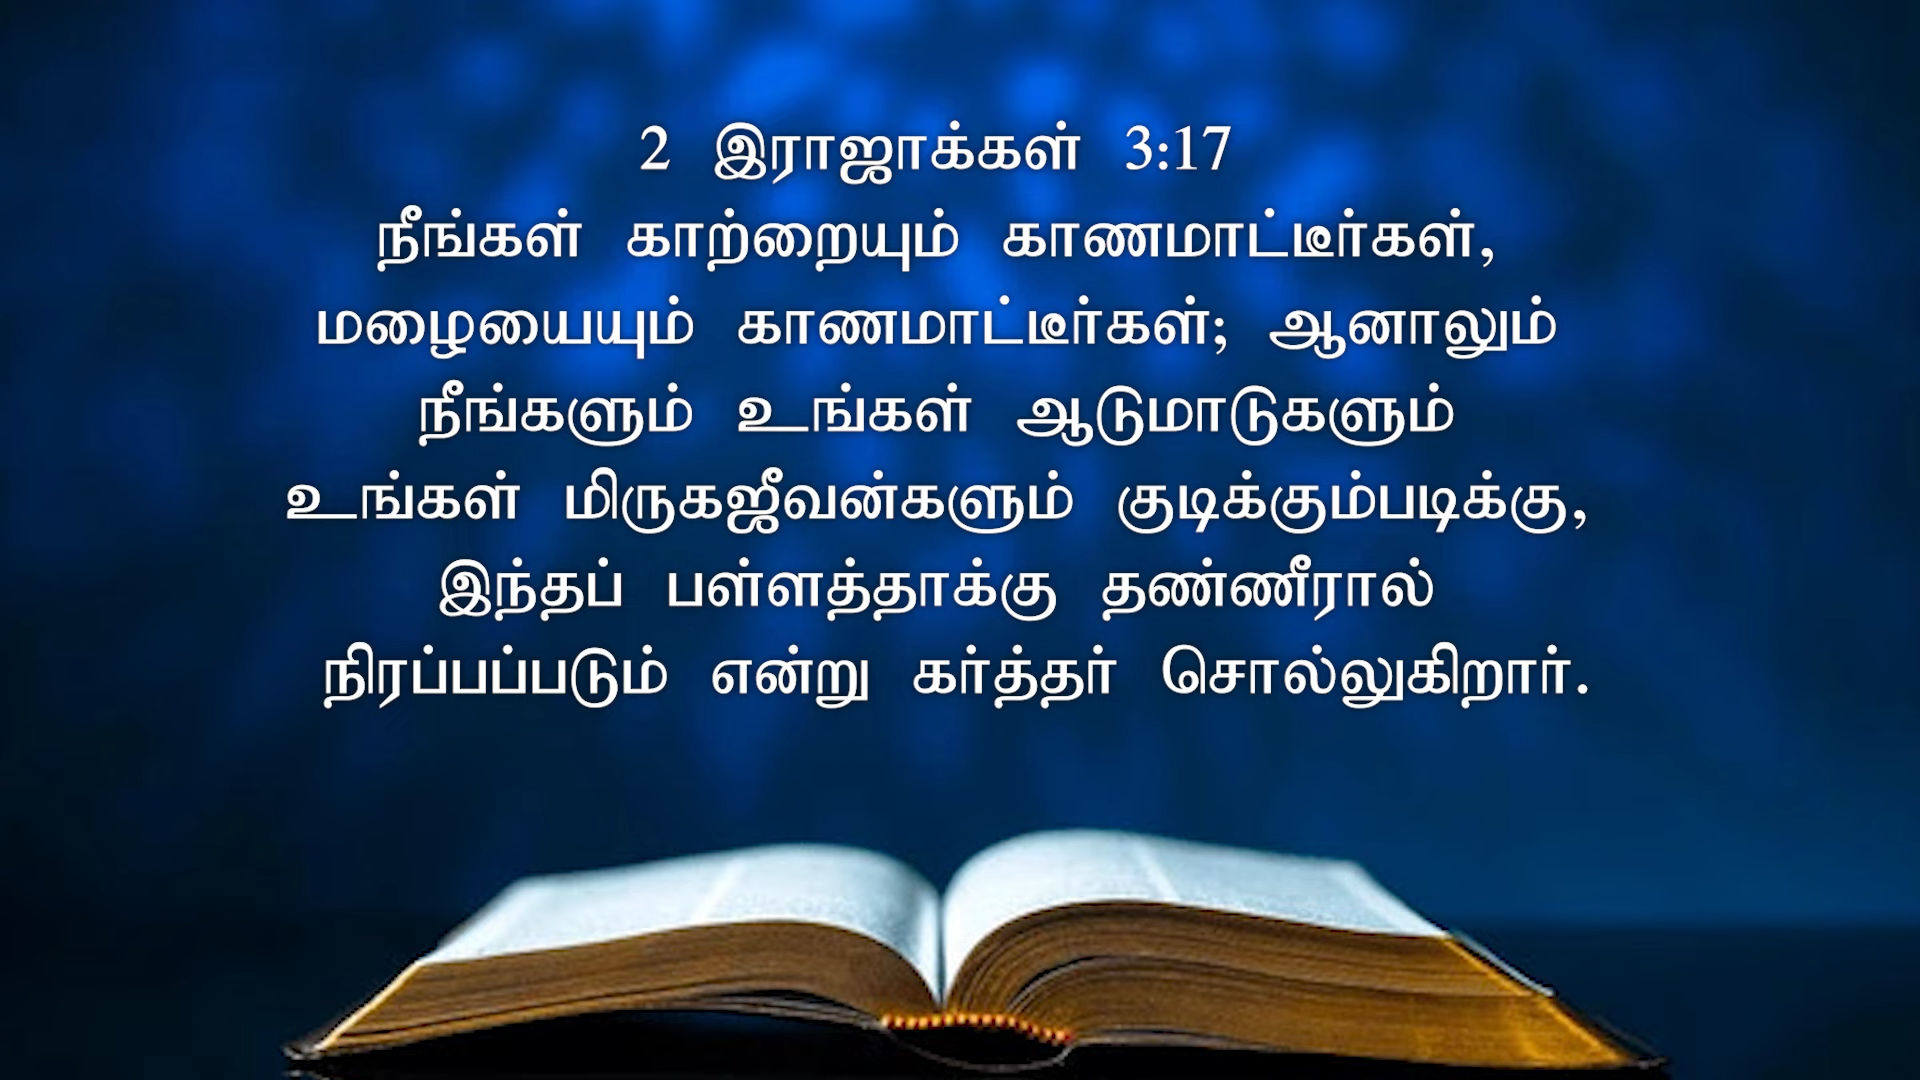 2 இராஜாக்கள் 3:17
நீங்கள் காற்றையும் காணமாட்டீர்கள்,
மழையையும் காணமாட்டீர்கள்; ஆனாலும்
நீங்களும் உங்கள் ஆடுமாடுகளும்
உங்கள் மிருகஜீவன்களும் குடிக்கும்படிக்கு,
இந்தப் பள்ளத்தாக்கு தண்ணீரால்
நிரப்பப்படும் என்று கர்த்தர் சொல்லுகிறார்.